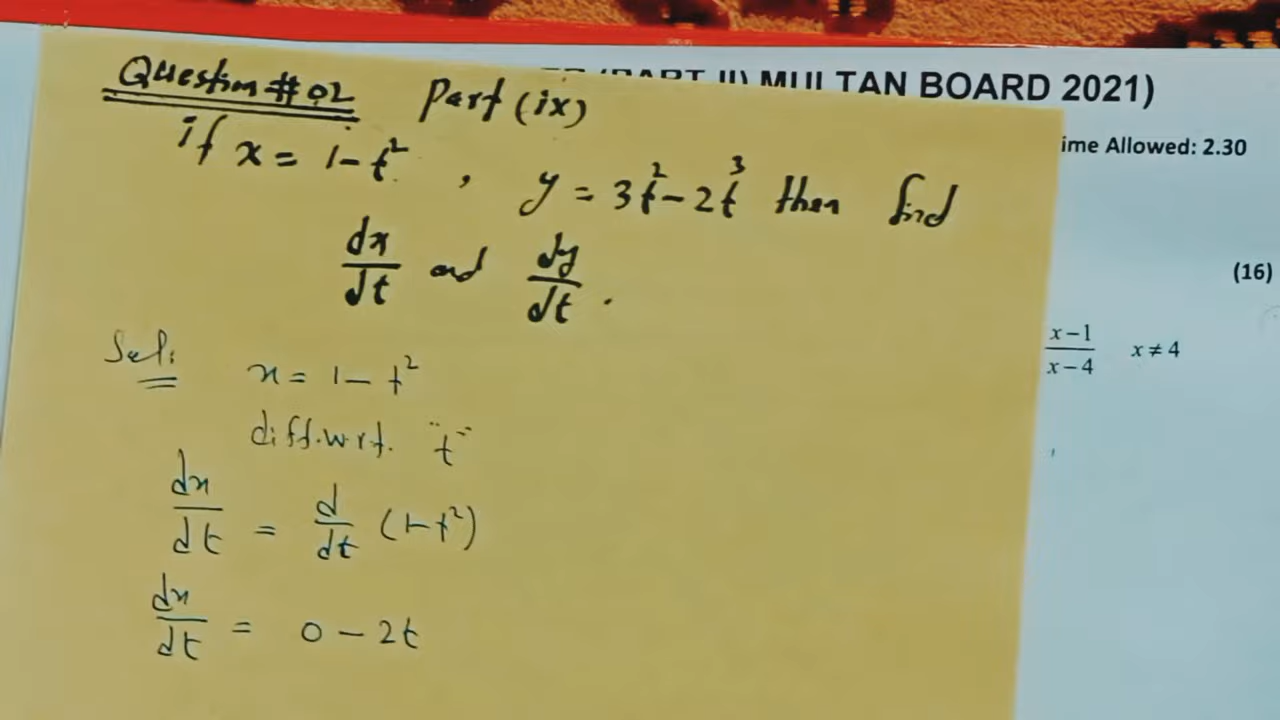 (PART II) MULTAN BOARD 2021)
Question # 02 Part (ix)
ime Allowed: 2.30
if x = 1 - t² , y = 3t² - 2t³ then find
dx/dt and dy/dt .
(16)
Sol:
x = 1 - t²
x-1/x-4 x ≠ 4
diff. w.r.t. "t"
dx/dt = d/dt (1-t²)
dx/dt = 0 - 2t